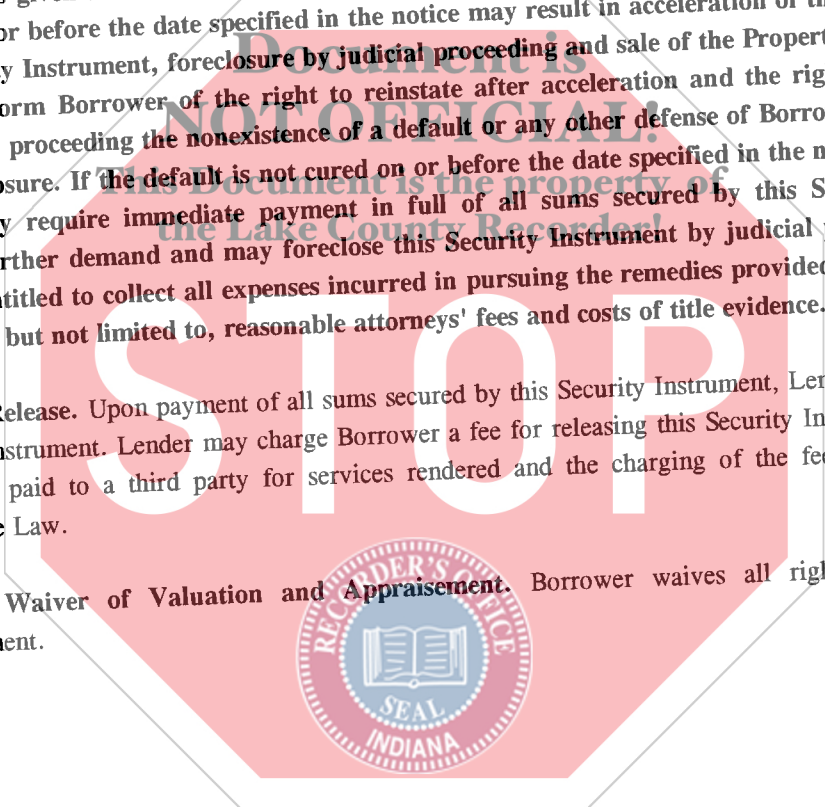 or before the date specified in the notice may result in acceleration of
y Instrument, foreclosure by judicial proceeding and sale of the Propert
Document is
orm Borrower of the right to reinstate after acceleration and the rig
NOT OFFICIAL!
proceeding the nonexistence of a default or any other defense of Borro
osure. If the default is not cured on or before the date specified in the n
This Document is the property of
y require immediate payment in full of all sums secured by this S
the Lake County Recorder!
rther demand and may foreclose this Security Instrument by judicial
ntitled to collect all expenses incurred in pursuing the remedies provided
but not limited to, reasonable attorneys' fees and costs of title evidence.
STOP
Release. Upon payment of all sums secured by this Security Instrument, Len
nstrument. Lender may charge Borrower a fee for releasing this Security In
paid to a third party for services rendered and the charging of the fee
e Law.
Waiver of Valuation and Appraisement. Borrower waives all righ
ent.
RECORDER'S OFFICE
SEAL
INDIANA